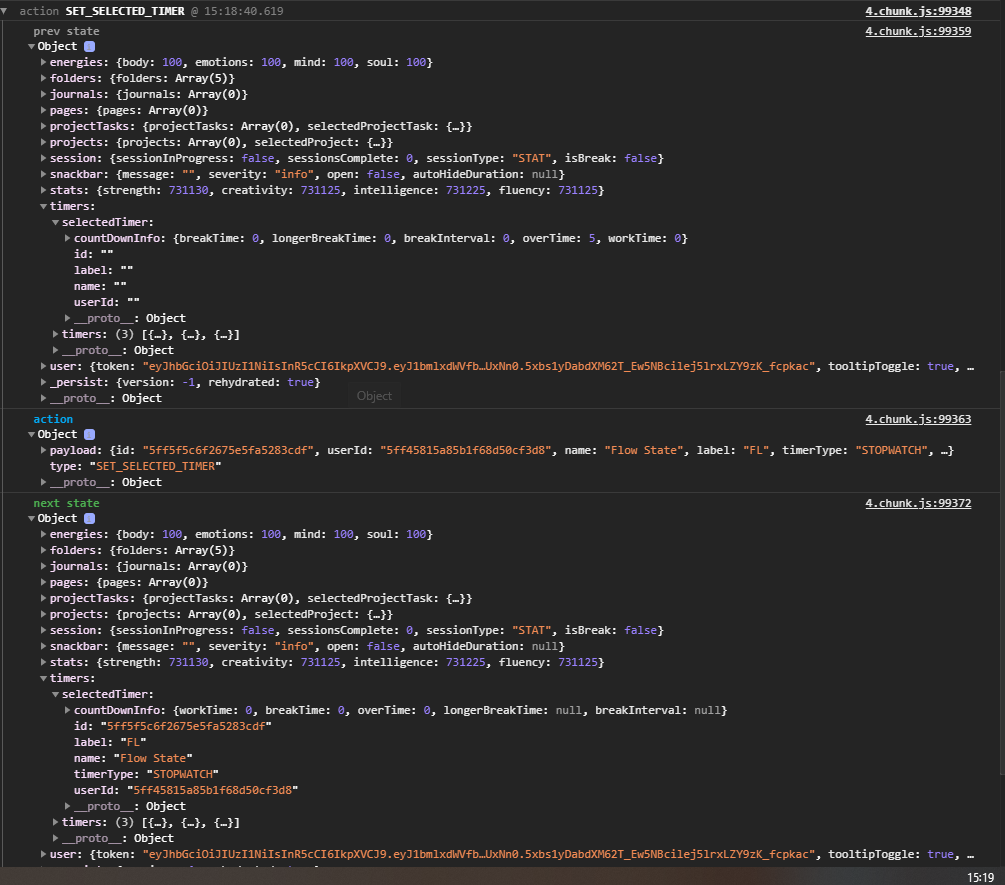 action SET_SELECTED_TIMER @ 15:18:40.619 4.chunk.js:99348
prev state 4.chunk.js:99359
Object
energies: {body: 100, emotions: 100, mind: 100, soul: 100}
folders: {folders: Array(5)}
journals: {journals: Array(0)}
pages: {pages: Array(0)}
projectTasks: {projectTasks: Array(0), selectedProjectTask: {…}}
projects: {projects: Array(0), selectedProject: {…}}
session: {sessionInProgress: false, sessionsComplete: 0, sessionType: "STAT", isBreak: false}
snackbar: {message: "", severity: "info", open: false, autoHideDuration: null}
stats: {strength: 731130, creativity: 731125, intelligence: 731225, fluency: 731125}
timers:
selectedTimer:
countDownInfo: {breakTime: 0, longerBreakTime: 0, breakInterval: 0, overTime: 5, workTime: 0}
id: ""
label: ""
name: ""
userId: ""
__proto__: Object
timers: (3) [{…}, {…}, {…}]
__proto__: Object
user: {token: "eyJhbGciOiJIUzI1NiIsInR5cCI6IkpXVCJ9.eyJ1bmlxdWVfb…UxNn0.5xbs1yDabdXM62T_Ew5NBcilej5lrxLZY9zK_fcpkac", tooltipToggle: true, …
_persist: {version: -1, rehydrated: true}
__proto__: Object
Object
action 4.chunk.js:99363
Object
payload: {id: "5ff5f5c6f2675e5fa5283cdf", userId: "5ff45815a85b1f68d50cf3d8", name: "Flow State", label: "FL", timerType: "STOPWATCH", …}
type: "SET_SELECTED_TIMER"
__proto__: Object
next state 4.chunk.js:99372
Object
energies: {body: 100, emotions: 100, mind: 100, soul: 100}
folders: {folders: Array(5)}
journals: {journals: Array(0)}
pages: {pages: Array(0)}
projectTasks: {projectTasks: Array(0), selectedProjectTask: {…}}
projects: {projects: Array(0), selectedProject: {…}}
session: {sessionInProgress: false, sessionsComplete: 0, sessionType: "STAT", isBreak: false}
snackbar: {message: "", severity: "info", open: false, autoHideDuration: null}
stats: {strength: 731130, creativity: 731125, intelligence: 731225, fluency: 731125}
timers:
selectedTimer:
countDownInfo: {workTime: 0, breakTime: 0, overTime: 0, longerBreakTime: null, breakInterval: null}
id: "5ff5f5c6f2675e5fa5283cdf"
label: "FL"
name: "Flow State"
timerType: "STOPWATCH"
userId: "5ff45815a85b1f68d50cf3d8"
__proto__: Object
timers: (3) [{…}, {…}, {…}]
__proto__: Object
user: {token: "eyJhbGciOiJIUzI1NiIsInR5cCI6IkpXVCJ9.eyJ1bmlxdWVfb…UxNn0.5xbs1yDabdXM62T_Ew5NBcilej5lrxLZY9zK_fcpkac", tooltipToggle: true, …
15:19